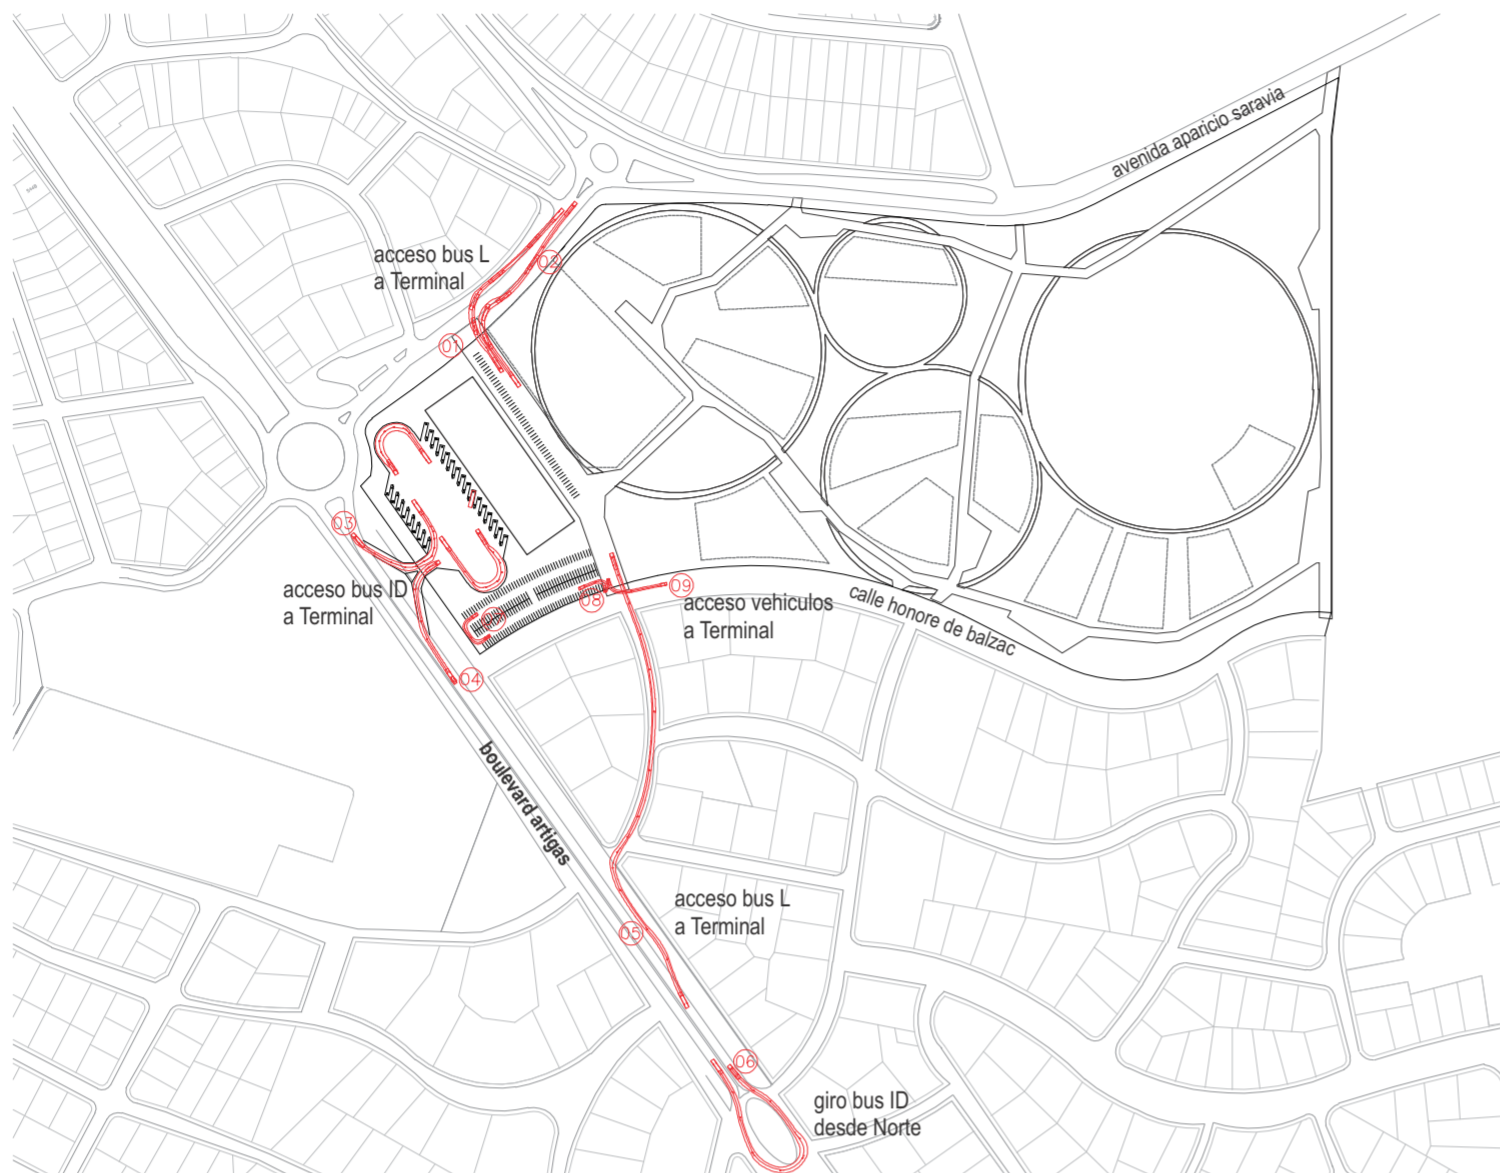 avenida aparicio saravia
acceso bus L
a Terminal
02
01
03
acceso bus ID
a Terminal
08
09
acceso vehiculos
a Terminal
calle honore de balzac
04
boulevard artigas
acceso bus L
a Terminal
05
06
giro bus ID
desde Norte